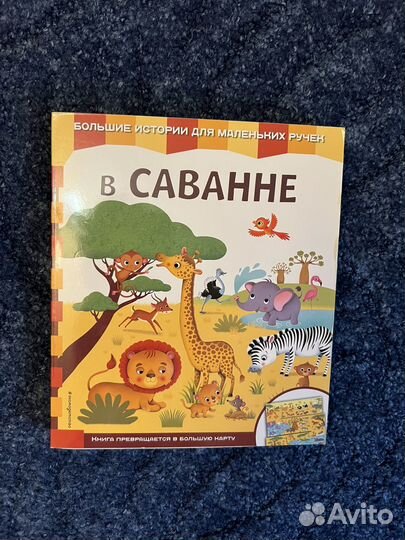 БОЛЬШИЕ ИСТОРИИ ДЛЯ МАЛЕНЬКИХ РУЧЕК
В САВАННЕ
КНИГА ПРЕВРАЩАЕТСЯ В БОЛЬШУЮ КАРТУ
Avito